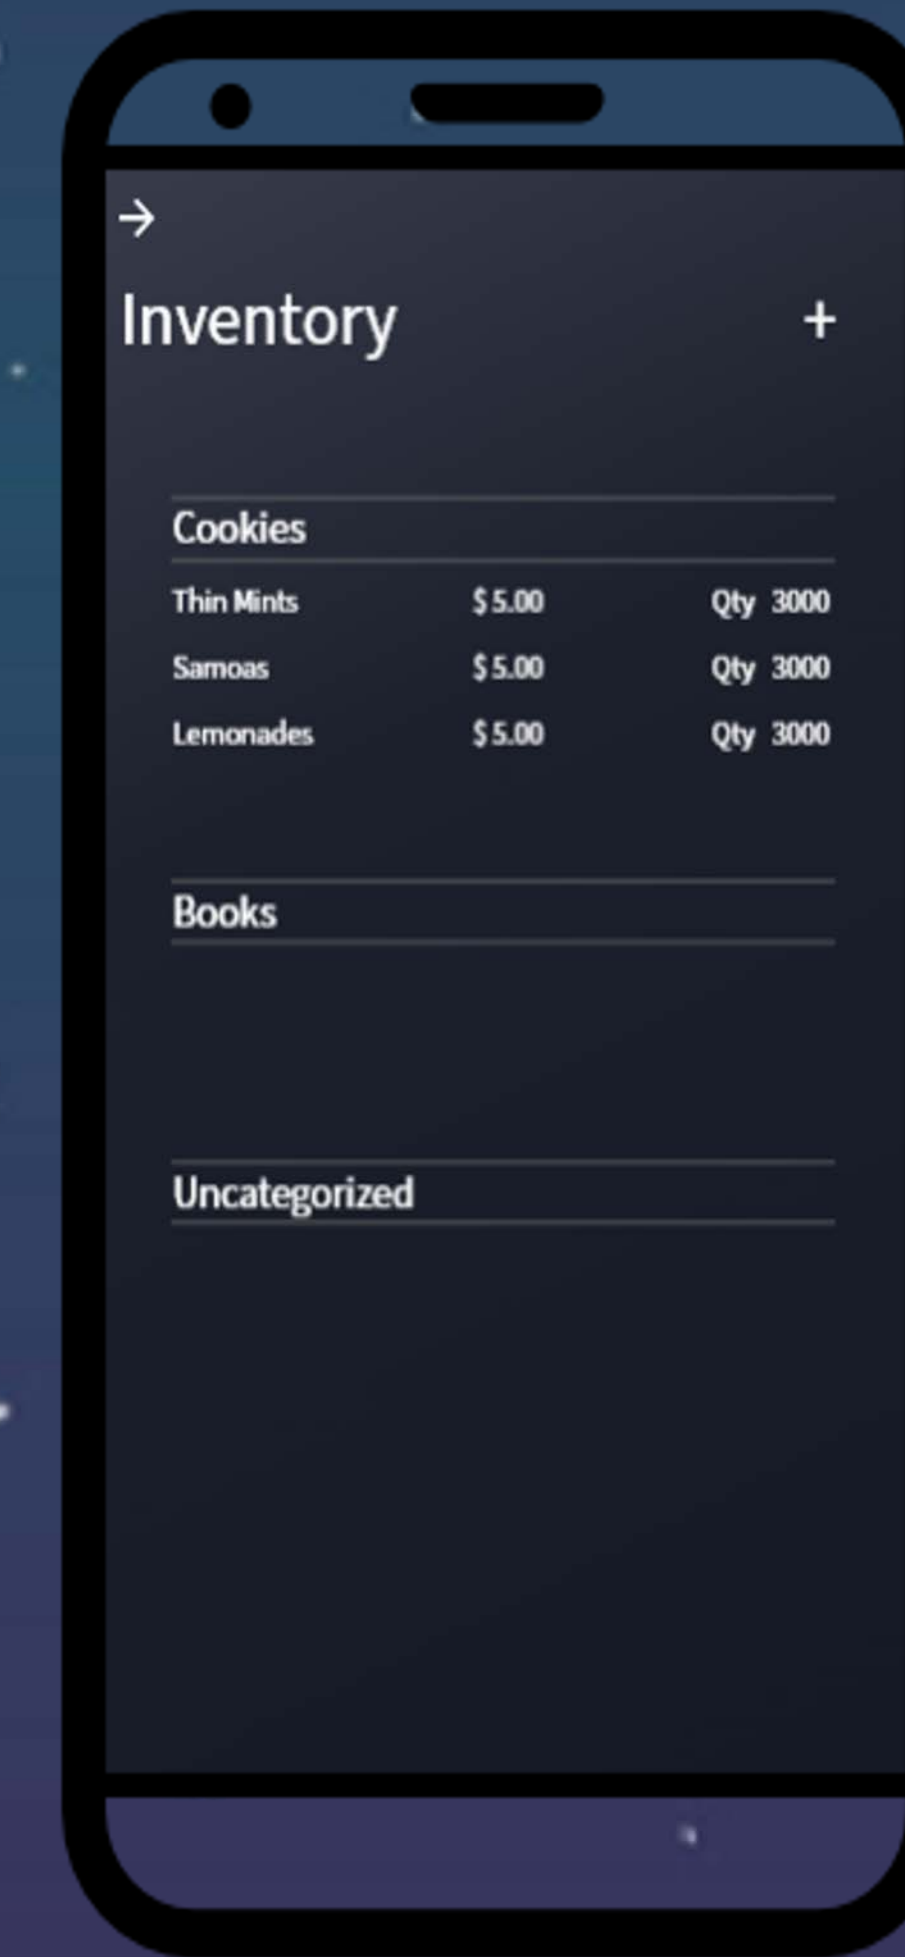 Inventory +
Cookies
Thin Mints $5.00 Qty 3000
Samoas $5.00 Qty 3000
Lemonades $5.00 Qty 3000
Books
Uncategorized